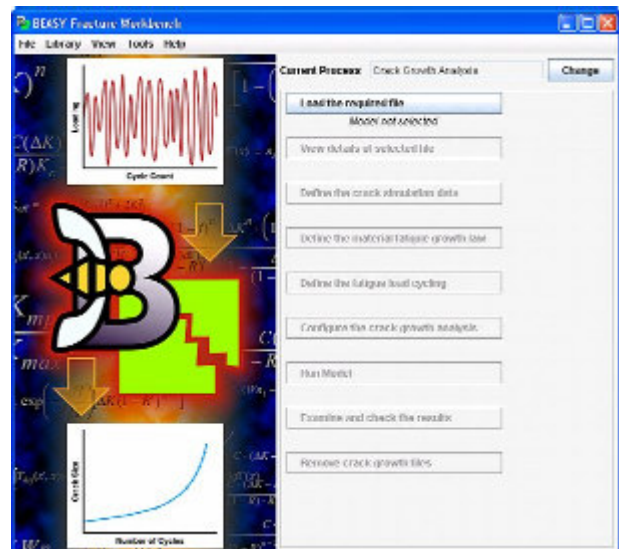 BEASY Fracture Workbench
File Library View Tools Help
Current Process Crack Growth Analysis Change
Load the required file
Model not selected
View details of selected file
Define the crack simulation data
Define the material fatigue growth law
Define the fatigue load cycling
Configure the crack growth analysis
Run Model
Examine and check the results
Remove crack growth files
Loading
Cycle Count
B
Crack Size
Number of Cycles